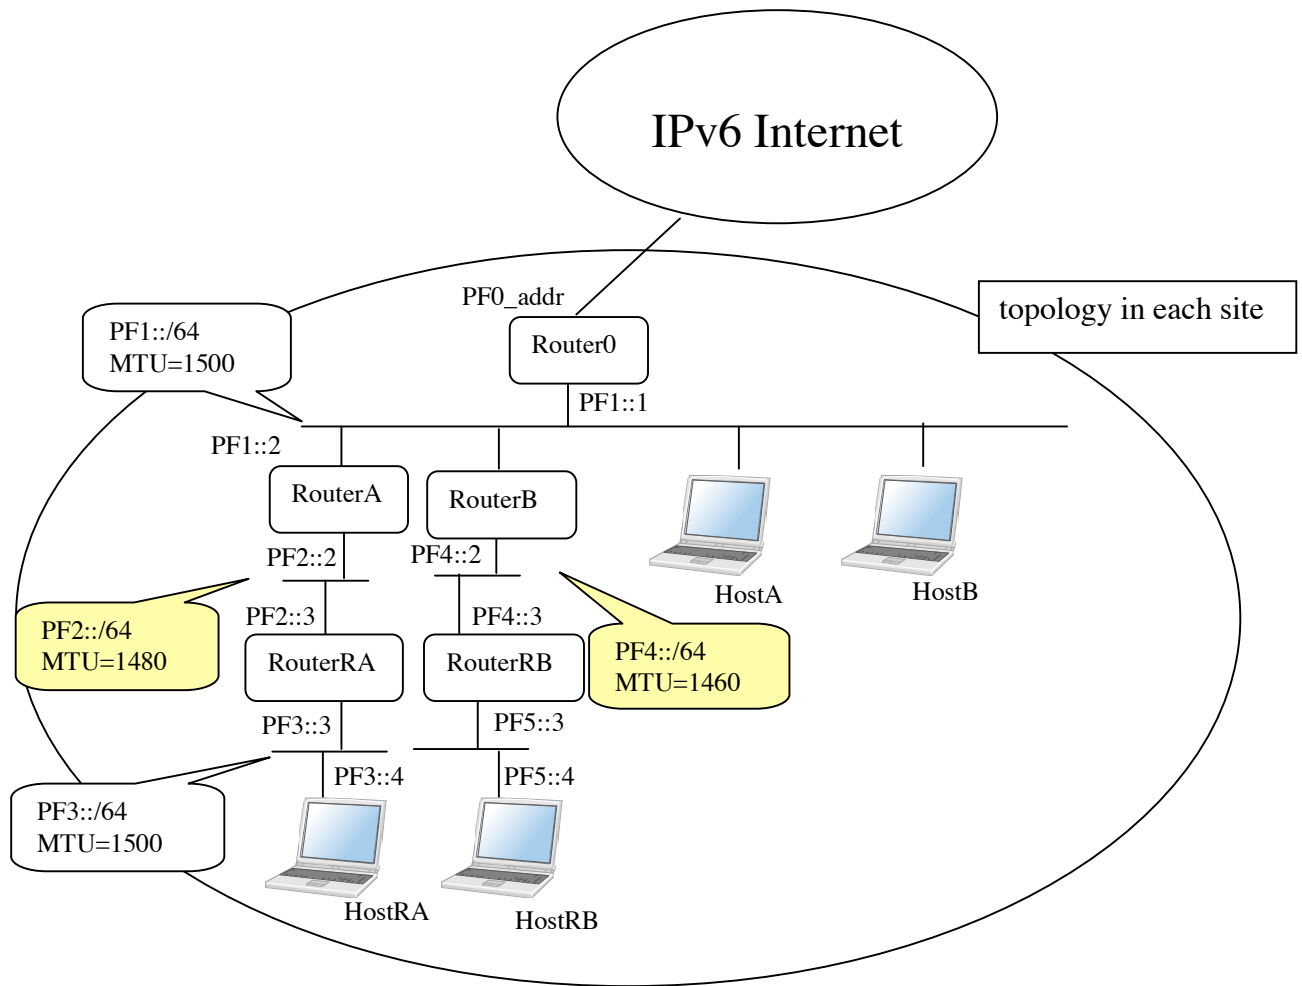 IPv6 Internet
PF0_addr
topology in each site
PF1::/64
MTU=1500
Router0
PF1::1
PF1::2
RouterA
RouterB
PF2::2
PF4::2
HostA
HostB
PF2::/64
MTU=1480
PF2::3
PF4::3
RouterRA
RouterRB
PF4::/64
MTU=1460
PF3::3
PF5::3
PF3::4
PF5::4
PF3::/64
MTU=1500
HostRA
HostRB